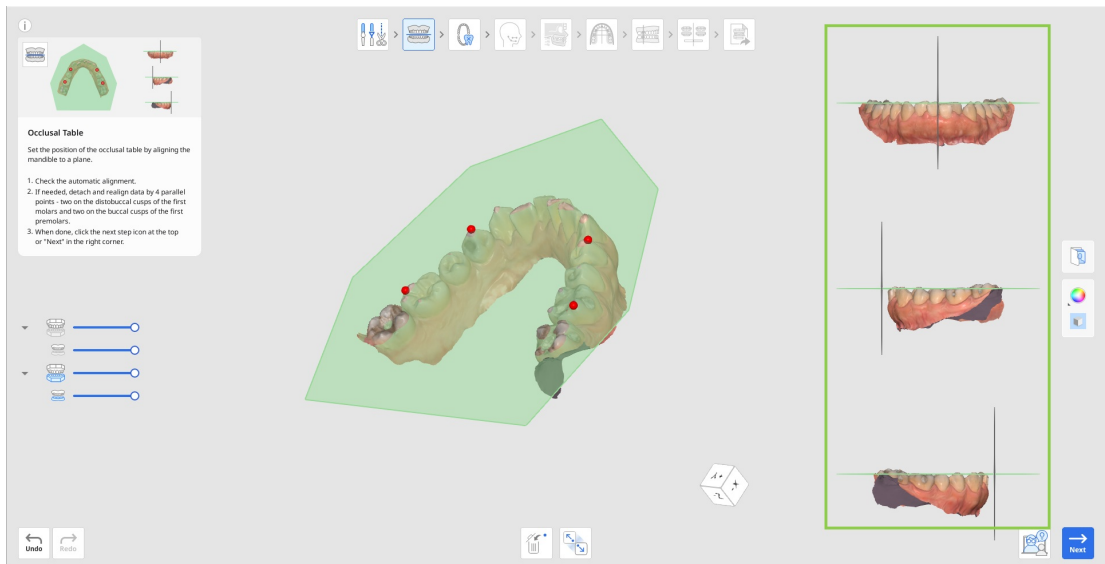 Occlusal Table
Set the position of the occlusal table by aligning the
mandible to a plane.
1. Check the automatic alignment.
2. If needed, detach and realign data by 4 parallel
points - two on the distobuccal cusps of the first
molars and two on the buccal cusps of the first
premolars.
3. When done, click the next step icon at the top
or "Next" in the right corner.
Undo
Redo
Next